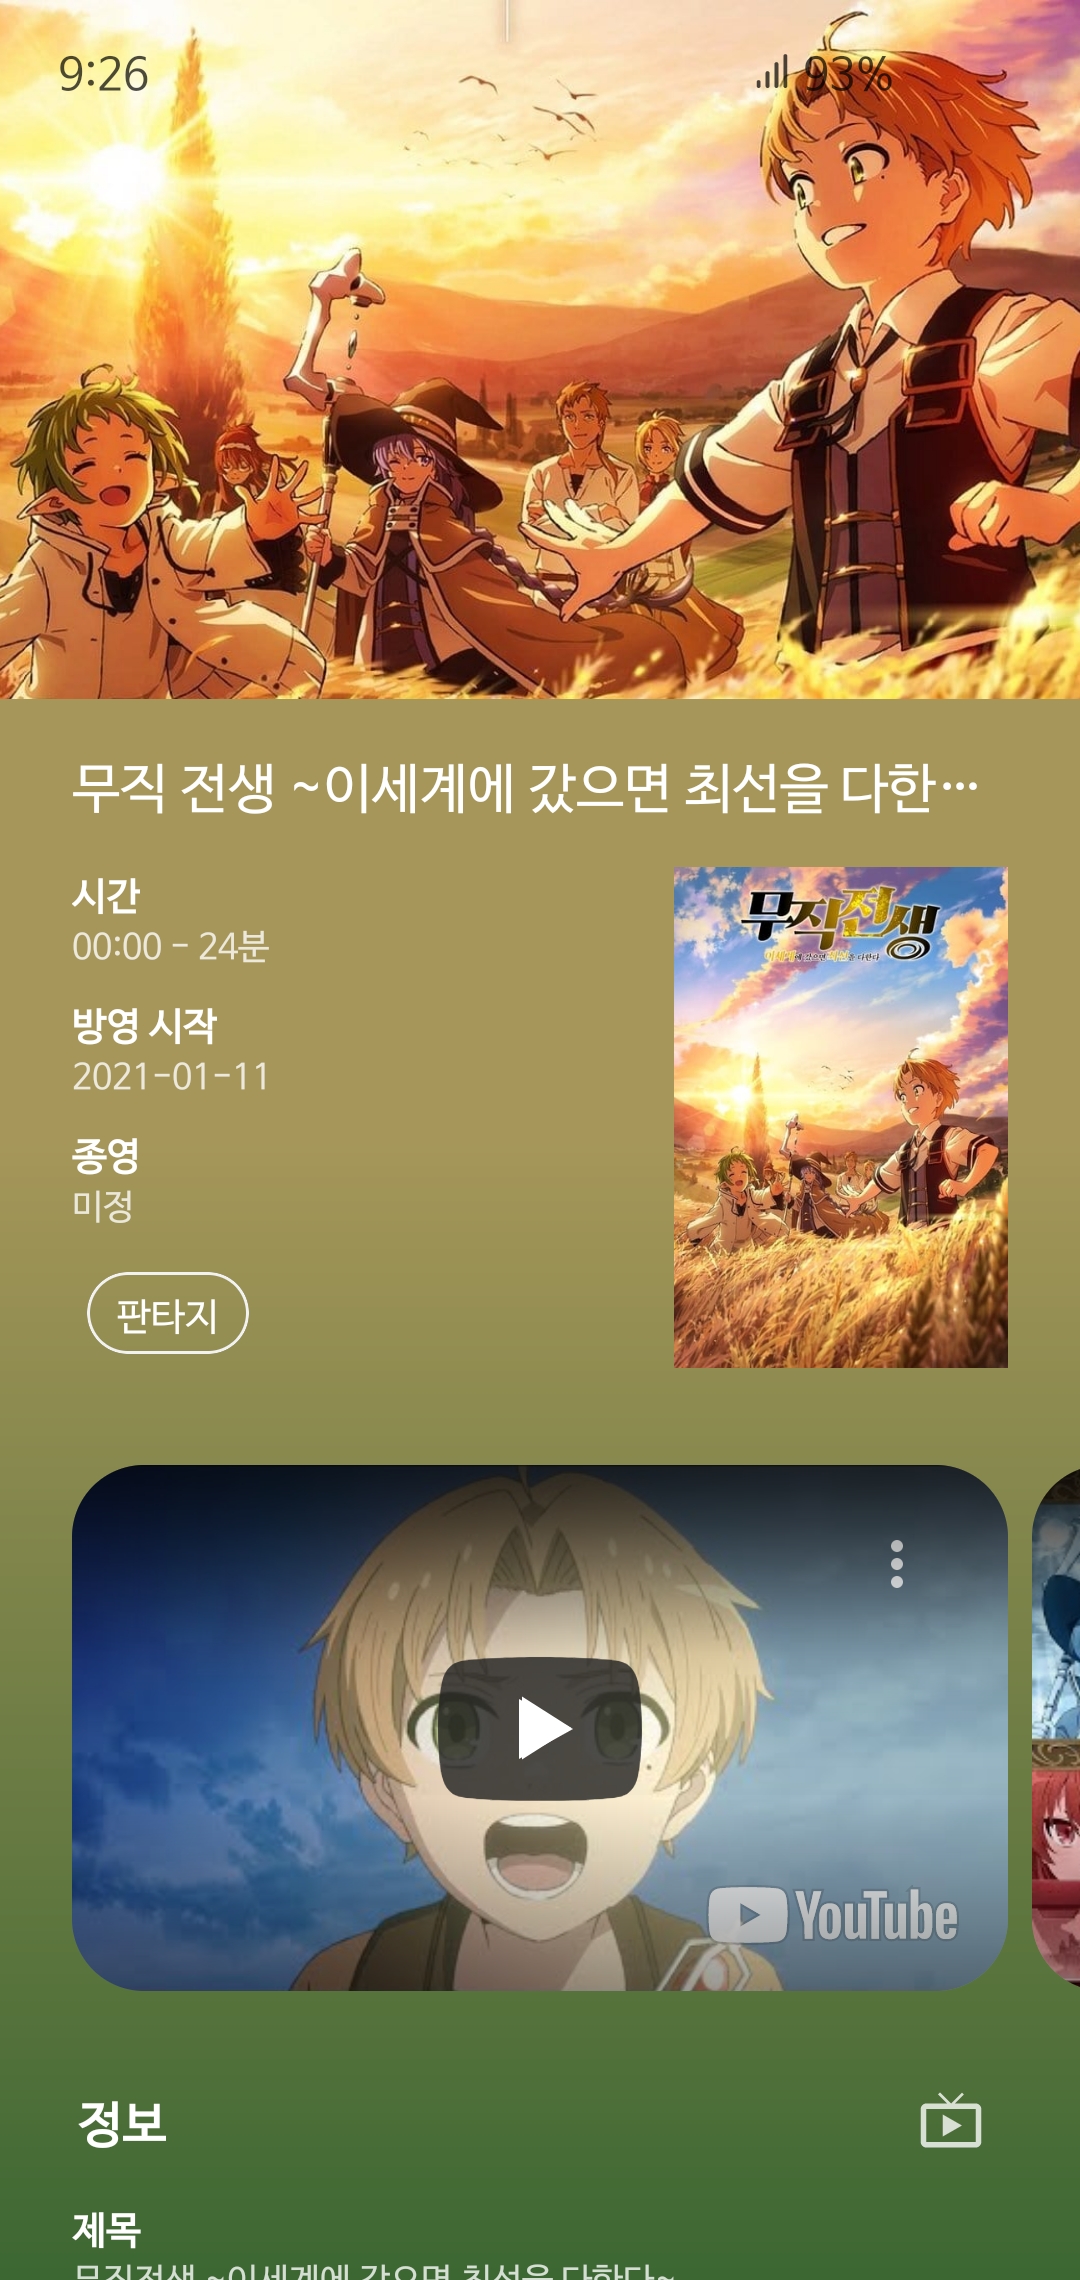 9:26
93%
무직 전생 ~이세계에 갔으면 최선을 다한…
시간
00:00 - 24분
방영 시작
2021-01-11
종영
미정
판타지
무직전생
이세계에 갔으면 최선을 다한다
YouTube
정보
제목
무직전생 ~이세계에 갔으면 최선을 다한다~